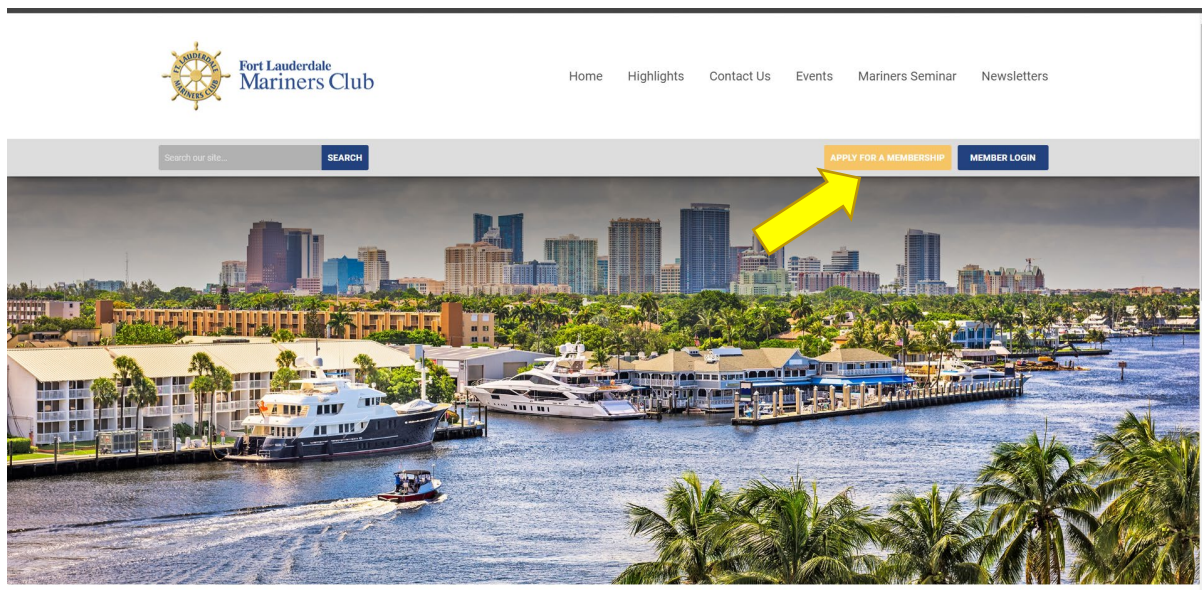 FT. LAUDERDALE
MARINERS CLUB
Fort Lauderdale
Mariners Club
Home Highlights Contact Us Events Mariners Seminar Newsletters
Search our site...
SEARCH
APPLY FOR A MEMBERSHIP
MEMBER LOGIN